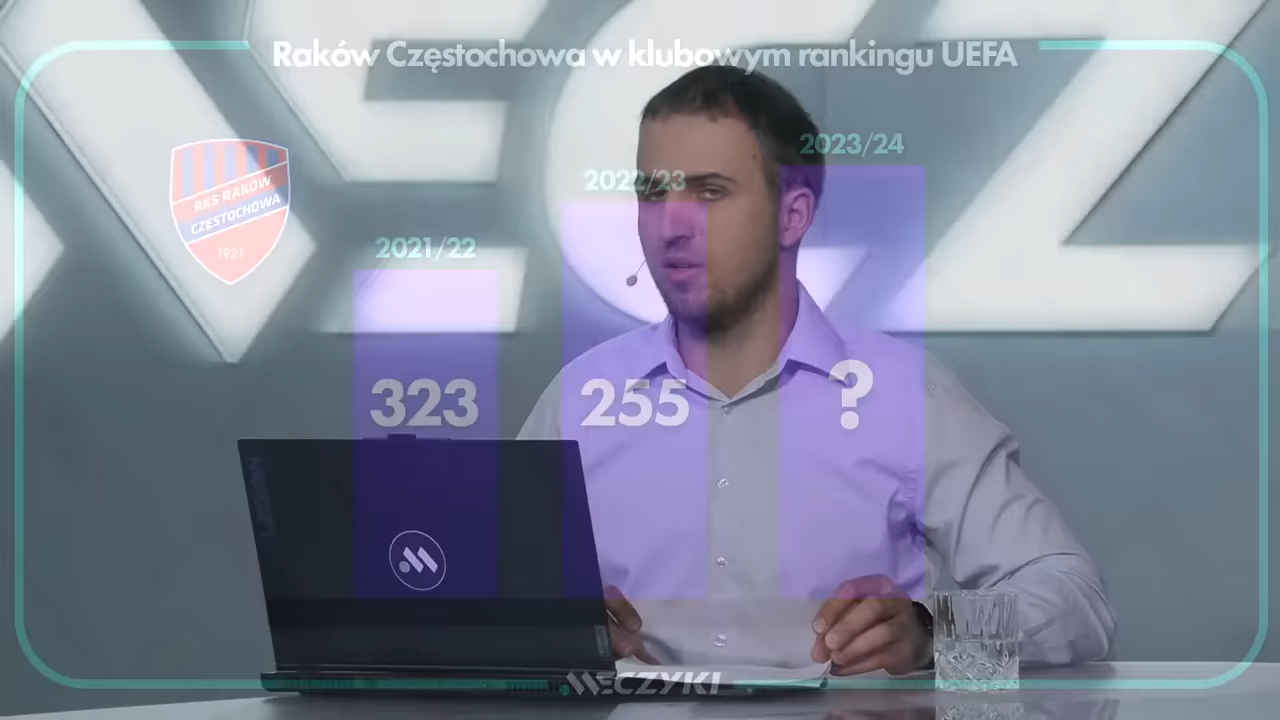 Raków Częstochowa w klubowym rankingu UEFA
2023/24
2022/23
2021/22
RKS RAKÓW
CZĘSTOCHOWA
1921
323
255
?
MECZYKI